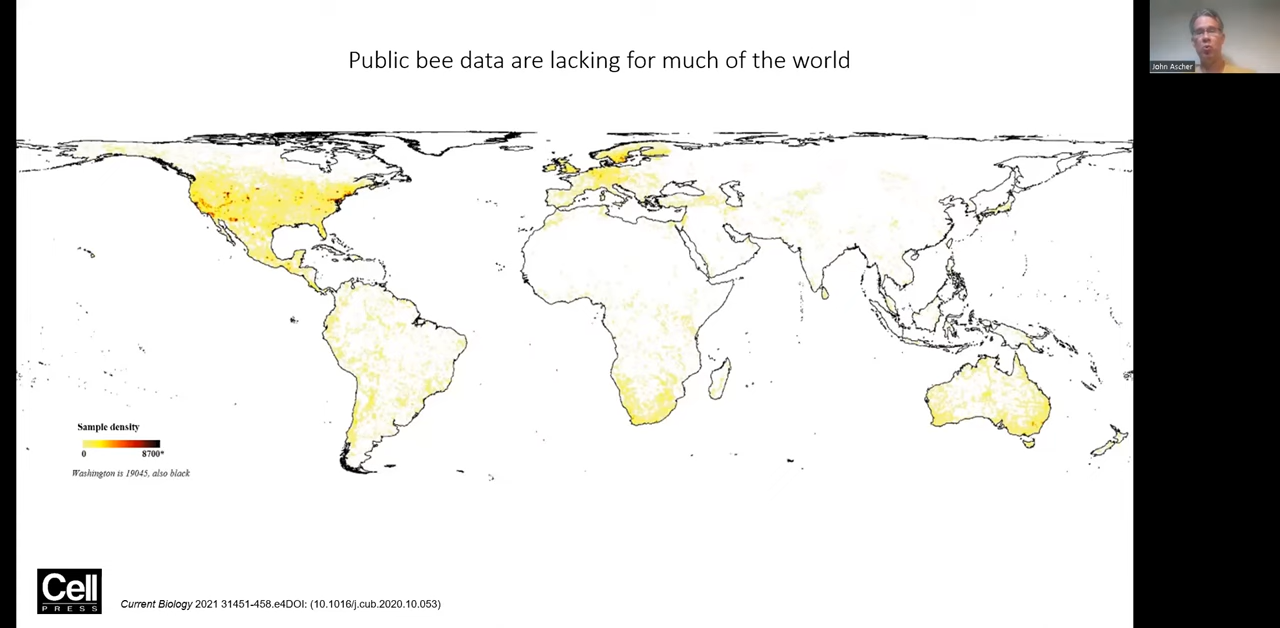 Public bee data are lacking for much of the world
John Ascher
Sample density
0 8700*
Washington is 19045, also black
Cell
PRESS
Current Biology 2021 31451-458.e4DOI: (10.1016/j.cub.2020.10.053)